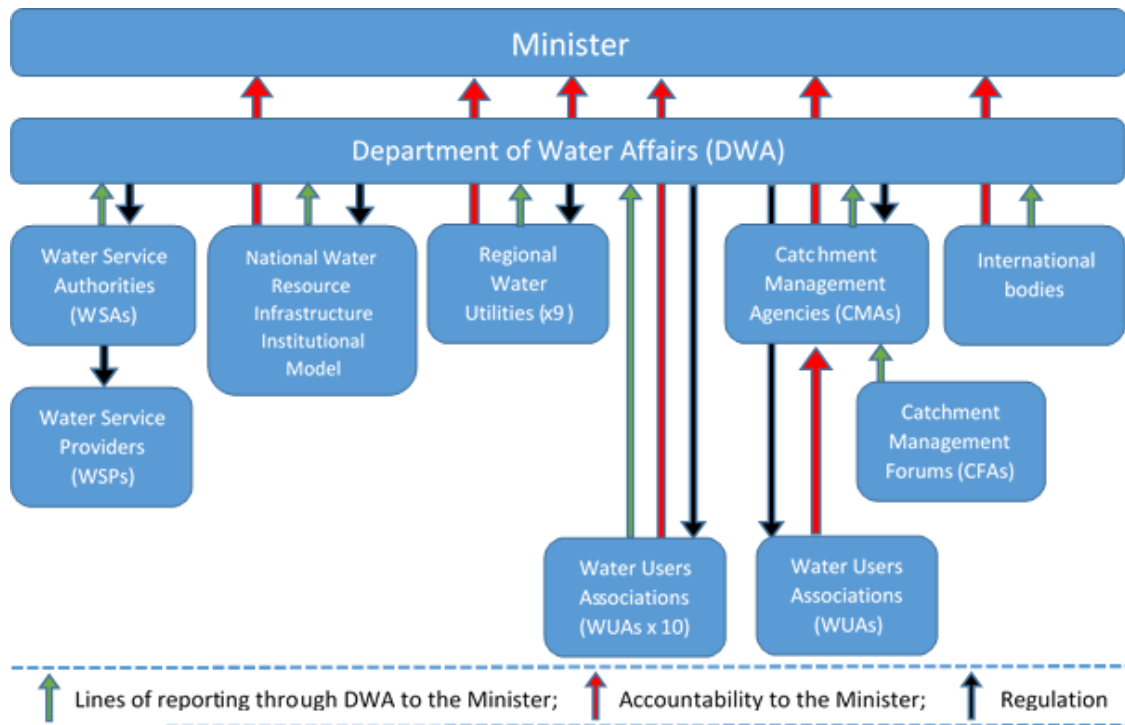 Minister
Department of Water Affairs (DWA)
Water Service
Authorities
(WSAs)
National Water
Resource
Infrastructure
Institutional
Model
Regional
Water
Utilities (x9)
Catchment
Management
Agencies (CMAs)
International
bodies
Water Service
Providers
(WSPs)
Catchment
Management
Forums (CFAs)
Water Users
Associations
(WUAs x 10)
Water Users
Associations
(WUAs)
Lines of reporting through DWA to the Minister;
Accountability to the Minister;
Regulation